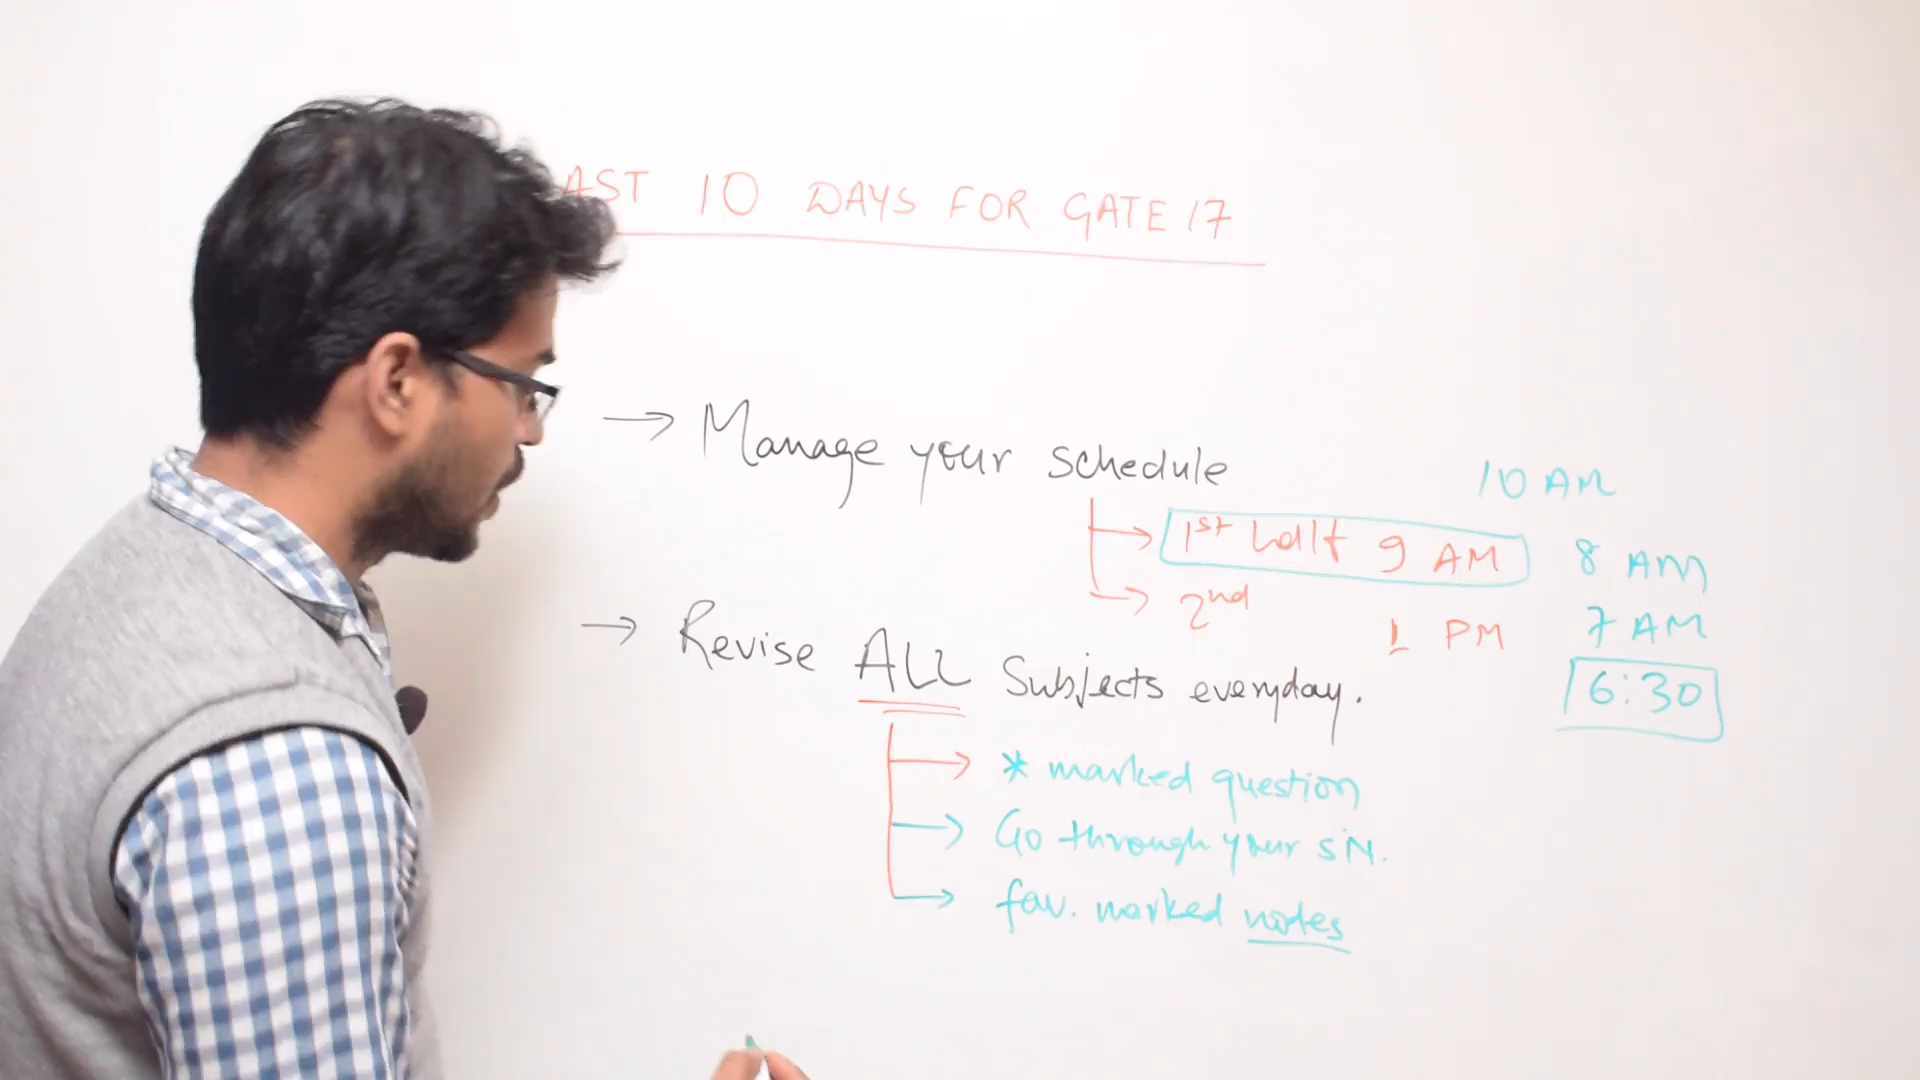 AST 10 DAYS FOR GATE 17
→ Manage your schedule
10 AM
→ 1st half 9 AM
8 AM
→ 2nd
1 PM
7 AM
→ Revise ALL Subjects everyday.
6:30
→ * marked question
→ Go through your SN.
→ fav. marked notes